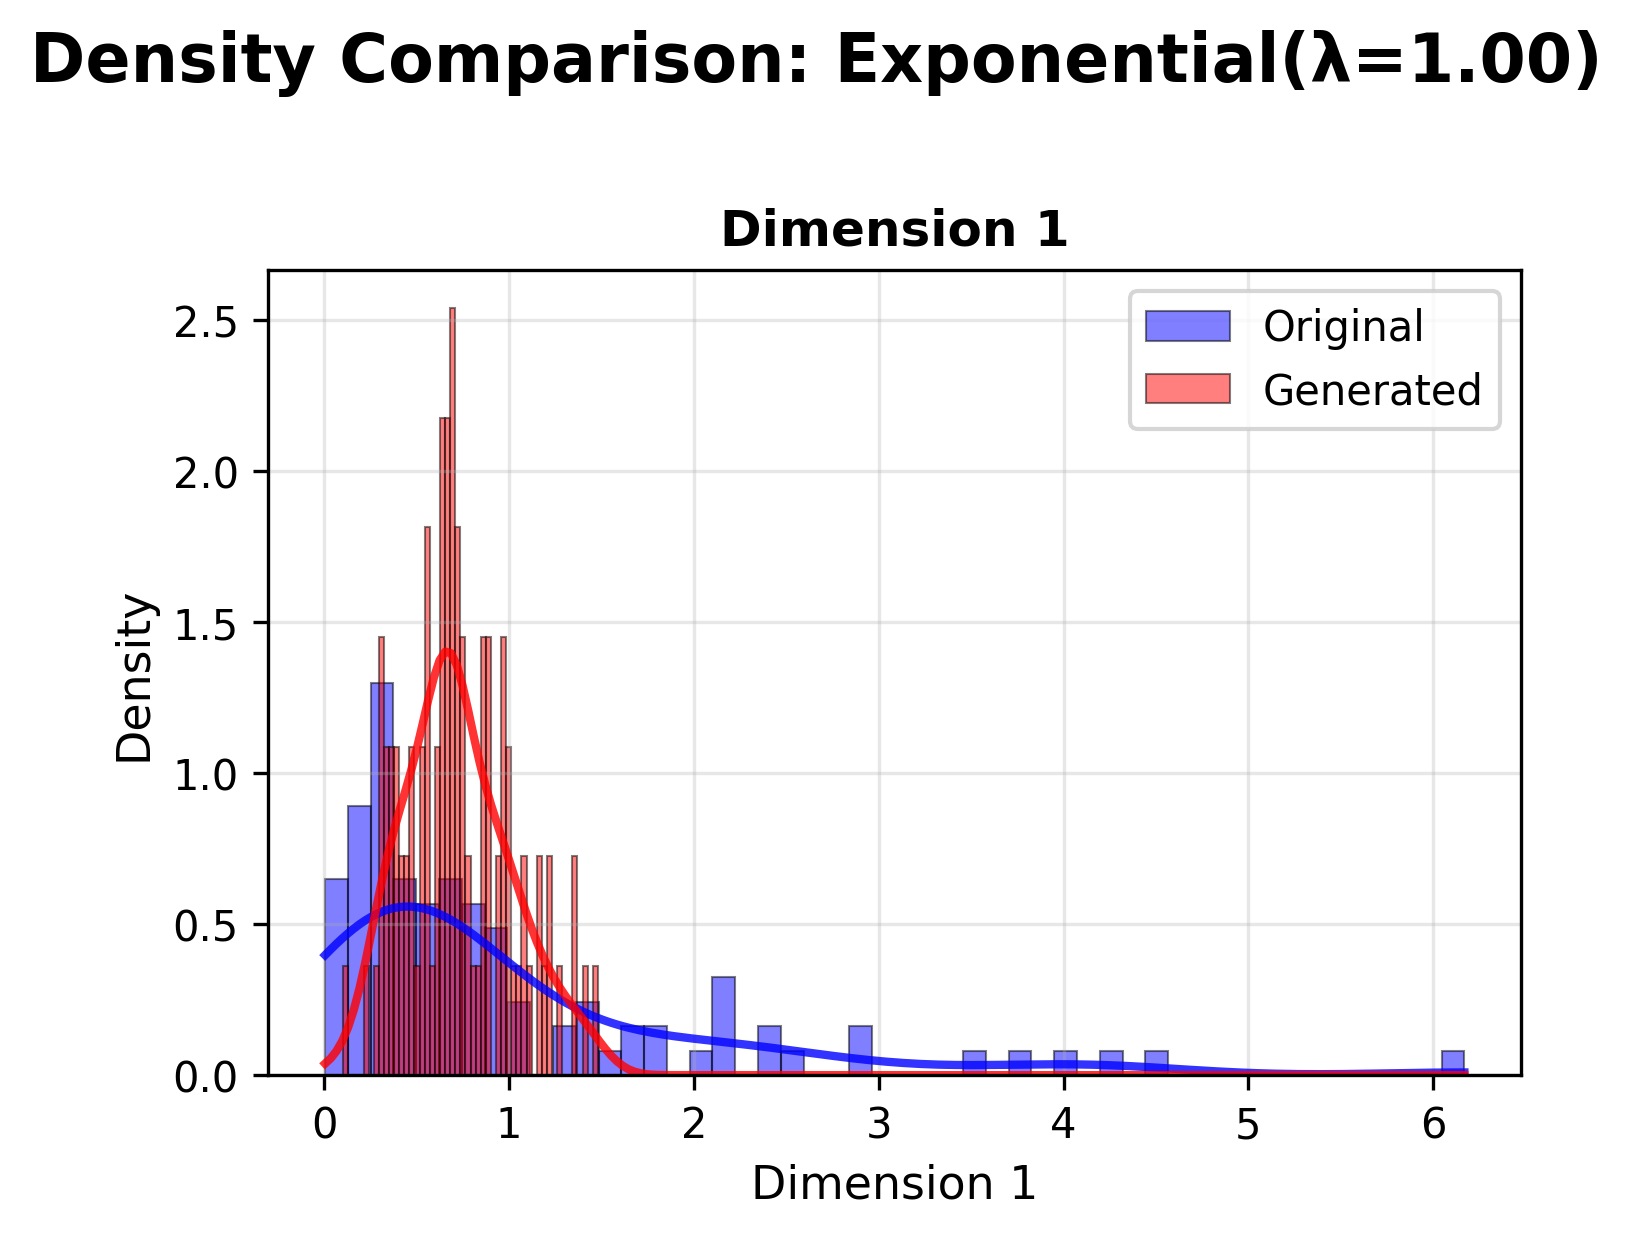 Density Comparison: Exponential(λ=1.00)
Dimension 1
Original
Generated
Density
2.5
2.0
1.5
1.0
0.5
0.0
0 1 2 3 4 5 6
Dimension 1